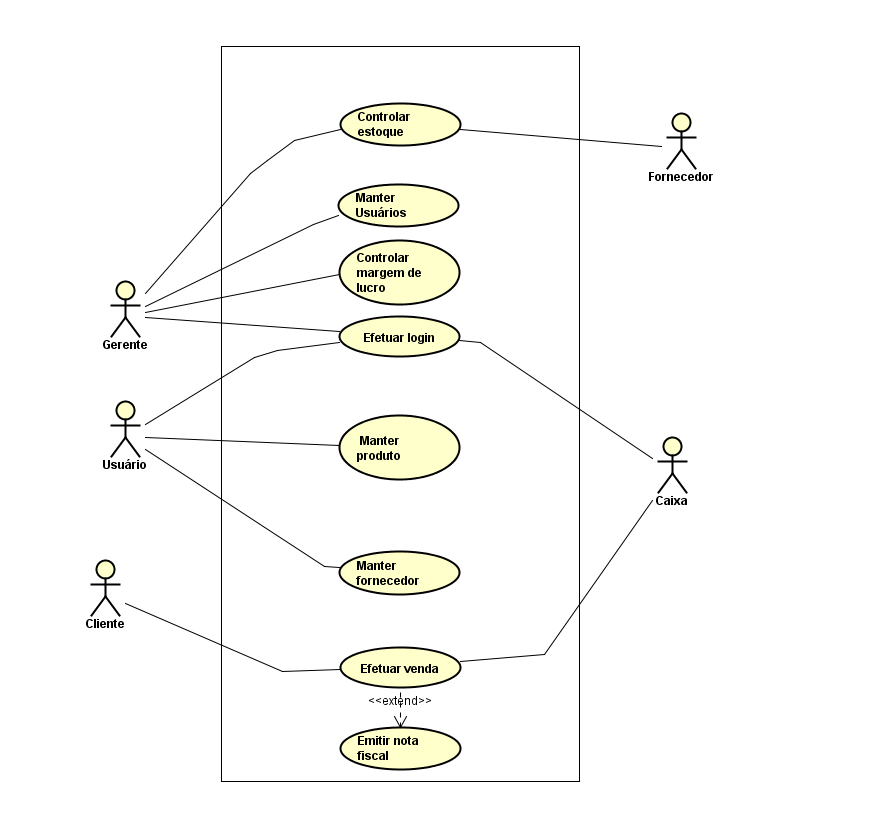 Controlar
estoque
Fornecedor
Manter
Usuários
Controlar
margem de
lucro
Gerente
Efetuar login
Usuário
Manter
produto
Caixa
Manter
fornecedor
Cliente
Efetuar venda
<<extend>>
Emitir nota
fiscal